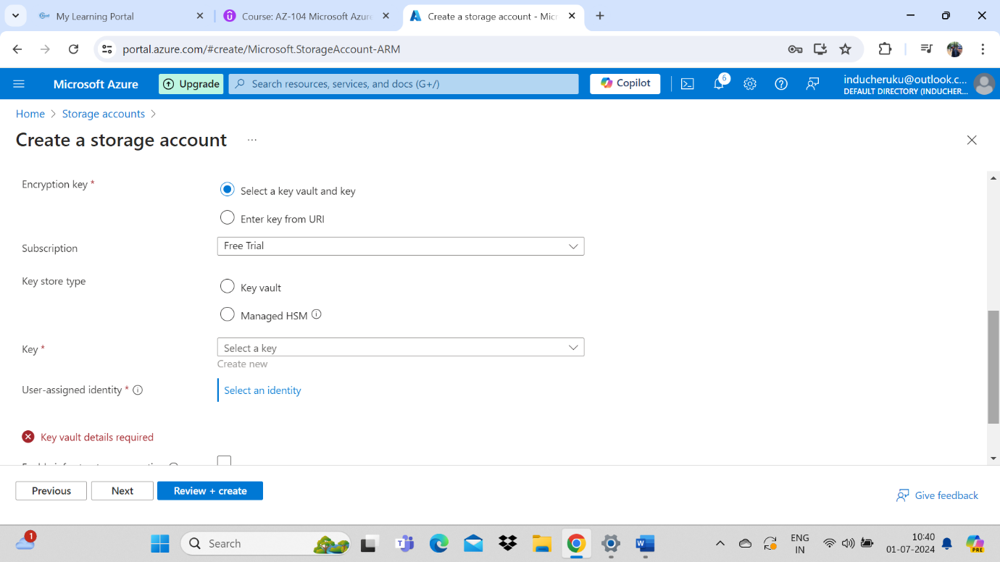 My Learning Portal
Course: AZ-104 Microsoft Azure
Create a storage account - Micr
portal.azure.com/#create/Microsoft.StorageAccount-ARM
Microsoft Azure
Upgrade
Search resources, services, and docs (G+/)
Copilot
6
inducheruku@outlook.c...
DEFAULT DIRECTORY (INDUCHER...
Home > Storage accounts >
Create a storage account ...
Encryption key *
Select a key vault and key
Enter key from URI
Subscription
Free Trial
Key store type
Key vault
Managed HSM
Key *
Select a key
Create new
User-assigned identity *
Select an identity
Key vault details required
Previous
Next
Review + create
Give feedback
1
Search
ENG
IN
10:40
01-07-2024
PRE